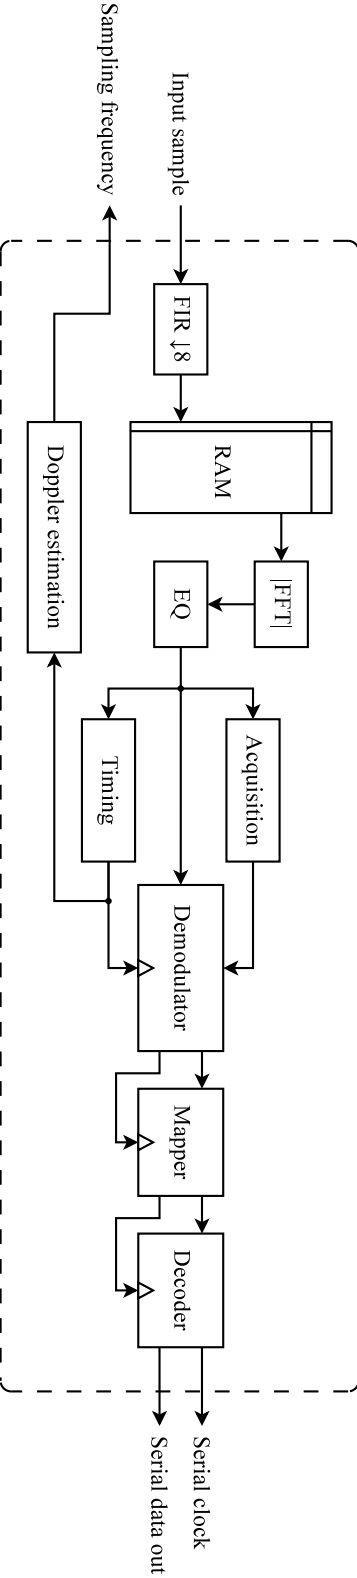 Input sample
FIR ↓8
RAM
|FFT|
EQ
Acquisition
Timing
Demodulator
Mapper
Decoder
Serial clock
Serial data out
Doppler estimation
Sampling frequency